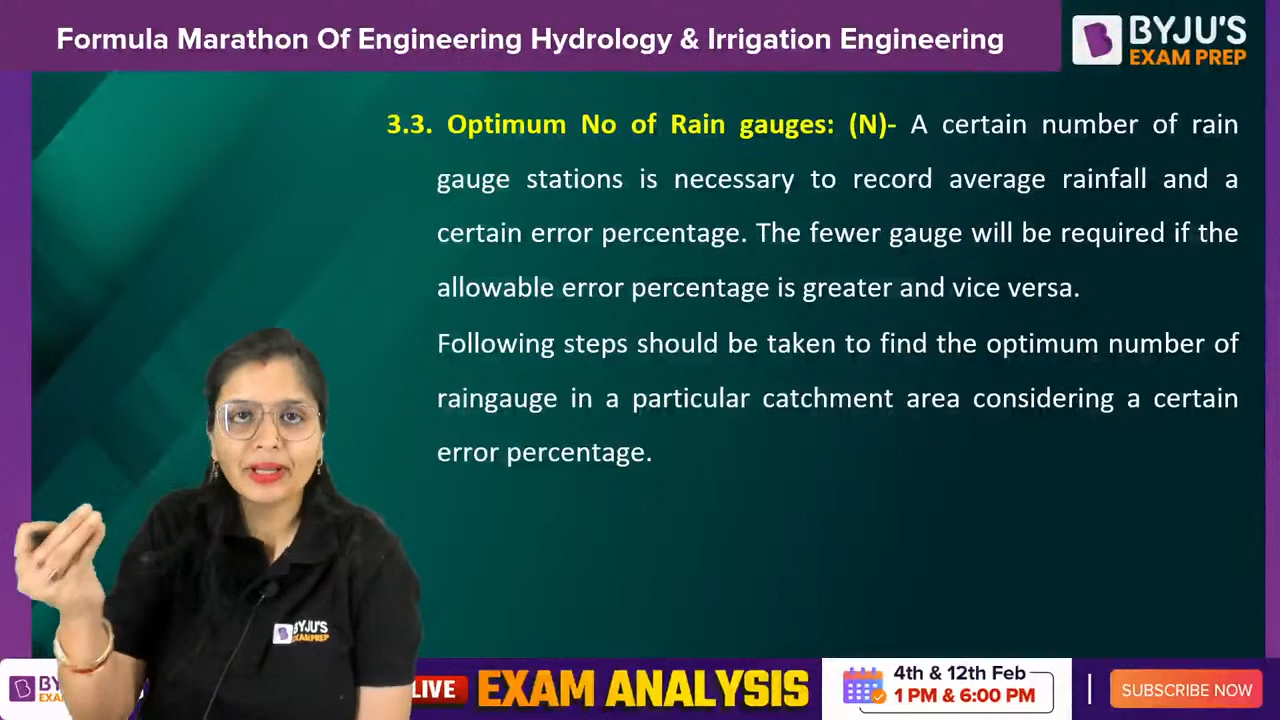 Formula Marathon Of Engineering Hydrology & Irrigation Engineering
BYJU'S
EXAM PREP
3.3. Optimum No of Rain gauges: (N)- A certain number of rain
gauge stations is necessary to record average rainfall and a
certain error percentage. The fewer gauge will be required if the
allowable error percentage is greater and vice versa.
Following steps should be taken to find the optimum number of
raingauge in a particular catchment area considering a certain
error percentage.
BYJU'S
EXAM PREP
LIVE
EXAM ANALYSIS
4th & 12th Feb
1 PM & 6:00 PM
SUBSCRIBE NOW